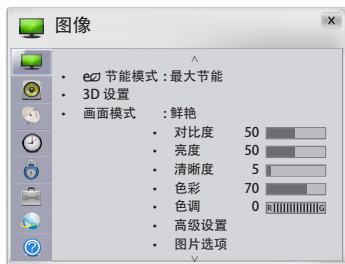 图像
X
节能模式 : 最大节能
3D 设置
画面模式 : 鲜艳
对比度 50
亮度 50
清晰度 5
色彩 70
色调 0 R G
高级设置
图片选项